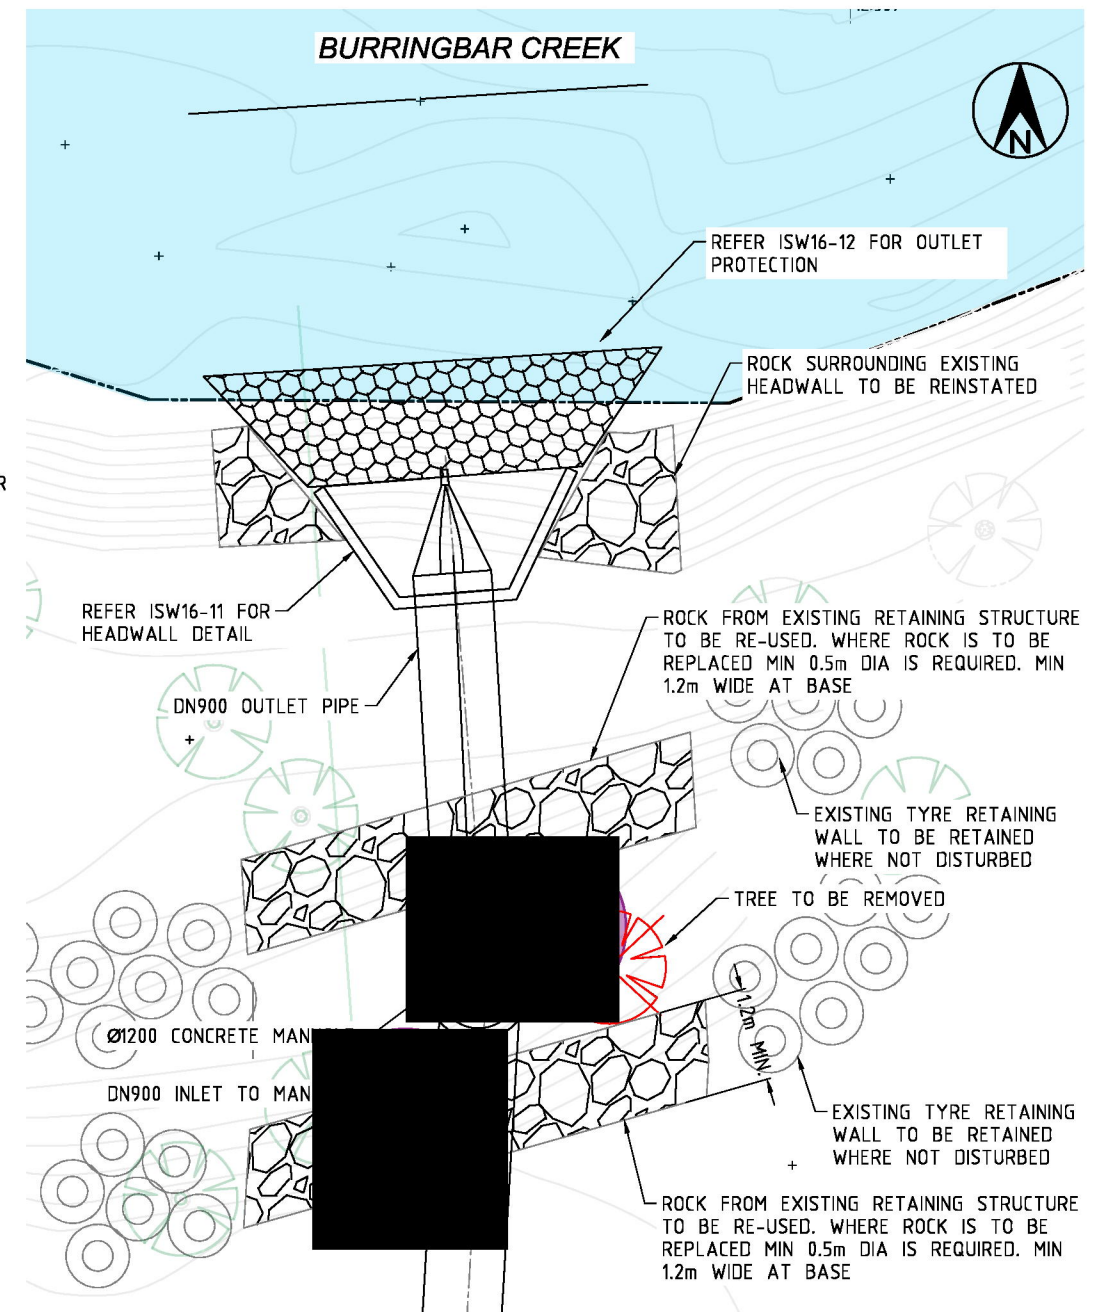 BURRINGBAR CREEK
N
REFER ISW16-12 FOR OUTLET
PROTECTION
ROCK SURROUNDING EXISTING
HEADWALL TO BE REINSTATED
R
REFER ISW16-11 FOR
HEADWALL DETAIL
ROCK FROM EXISTING RETAINING STRUCTURE
TO BE RE-USED. WHERE ROCK IS TO BE
REPLACED MIN 0.5m DIA IS REQUIRED. MIN
1.2m WIDE AT BASE
DN900 OUTLET PIPE
EXISTING TYRE RETAINING
WALL TO BE RETAINED
WHERE NOT DISTURBED
TREE TO BE REMOVED
1.2m MIN.
Ø1200 CONCRETE
DN900 INLET TO
EXISTING TYRE RETAINING
WALL TO BE RETAINED
WHERE NOT DISTURBED
ROCK FROM EXISTING RETAINING STRUCTURE
TO BE RE-USED. WHERE ROCK IS TO BE
REPLACED MIN 0.5m DIA IS REQUIRED. MIN
1.2m WIDE AT BASE